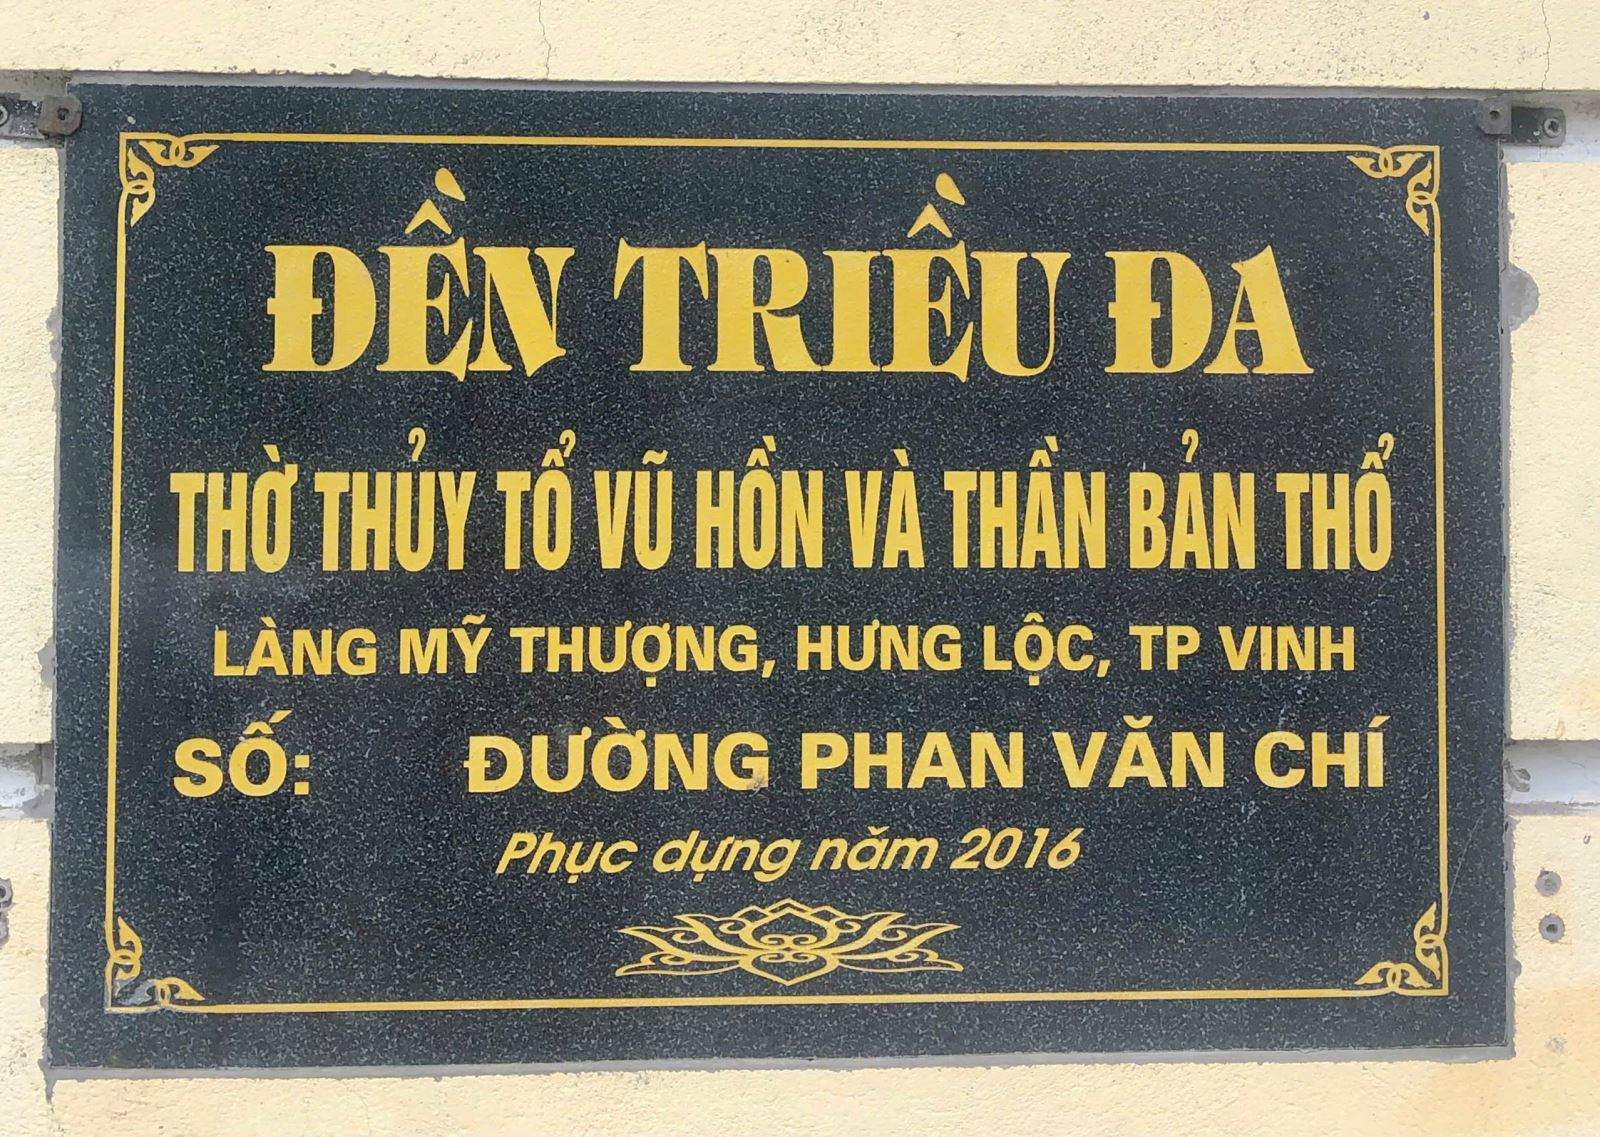 ĐỀN TRIỀU ĐA
THỜ THỦY TỔ VŨ HỒN VÀ THẦN BẢN THỔ
LÀNG MỸ THƯỢNG, HƯNG LỘC, TP VINH
SỐ: ĐƯỜNG PHAN VĂN CHÍ
Phục dựng năm 2016